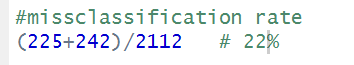 #missclassification rate
(225+242)/2112   # 22%